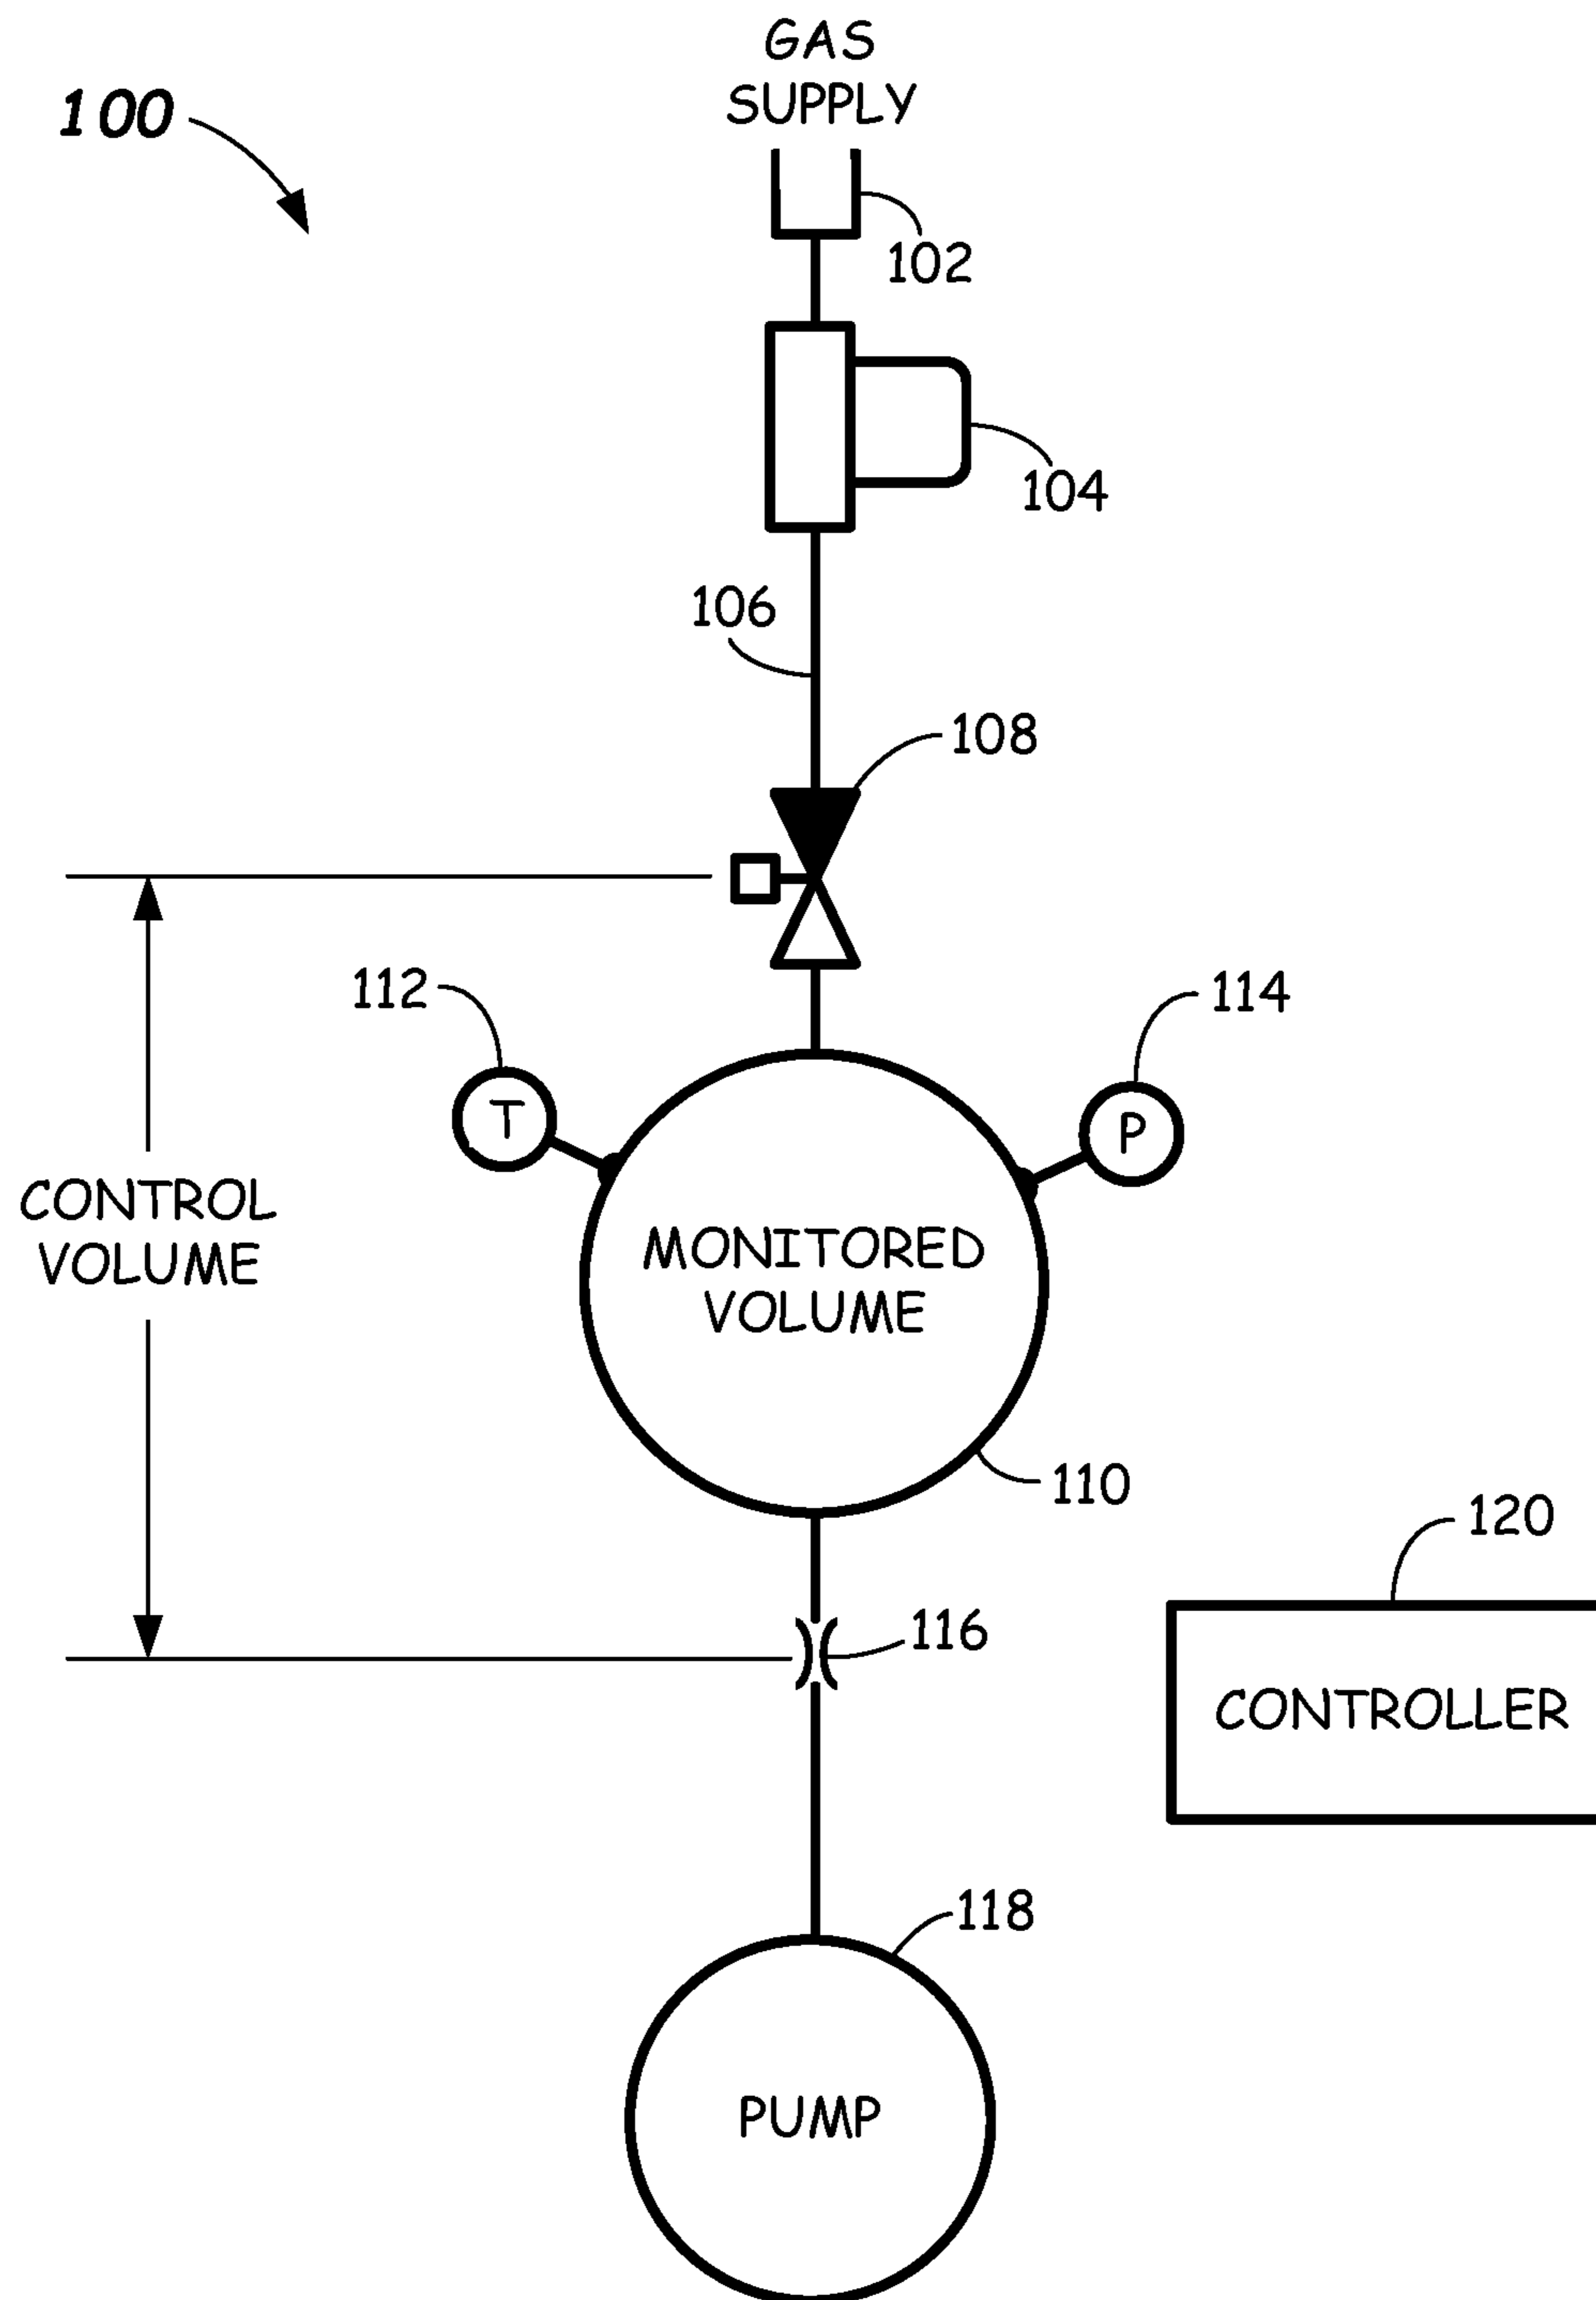 GAS
SUPPLY
100
102
104
106
108
112
114
T
P
CONTROL
VOLUME
MONITORED
VOLUME
110
120
116
CONTROLLER
118
PUMP